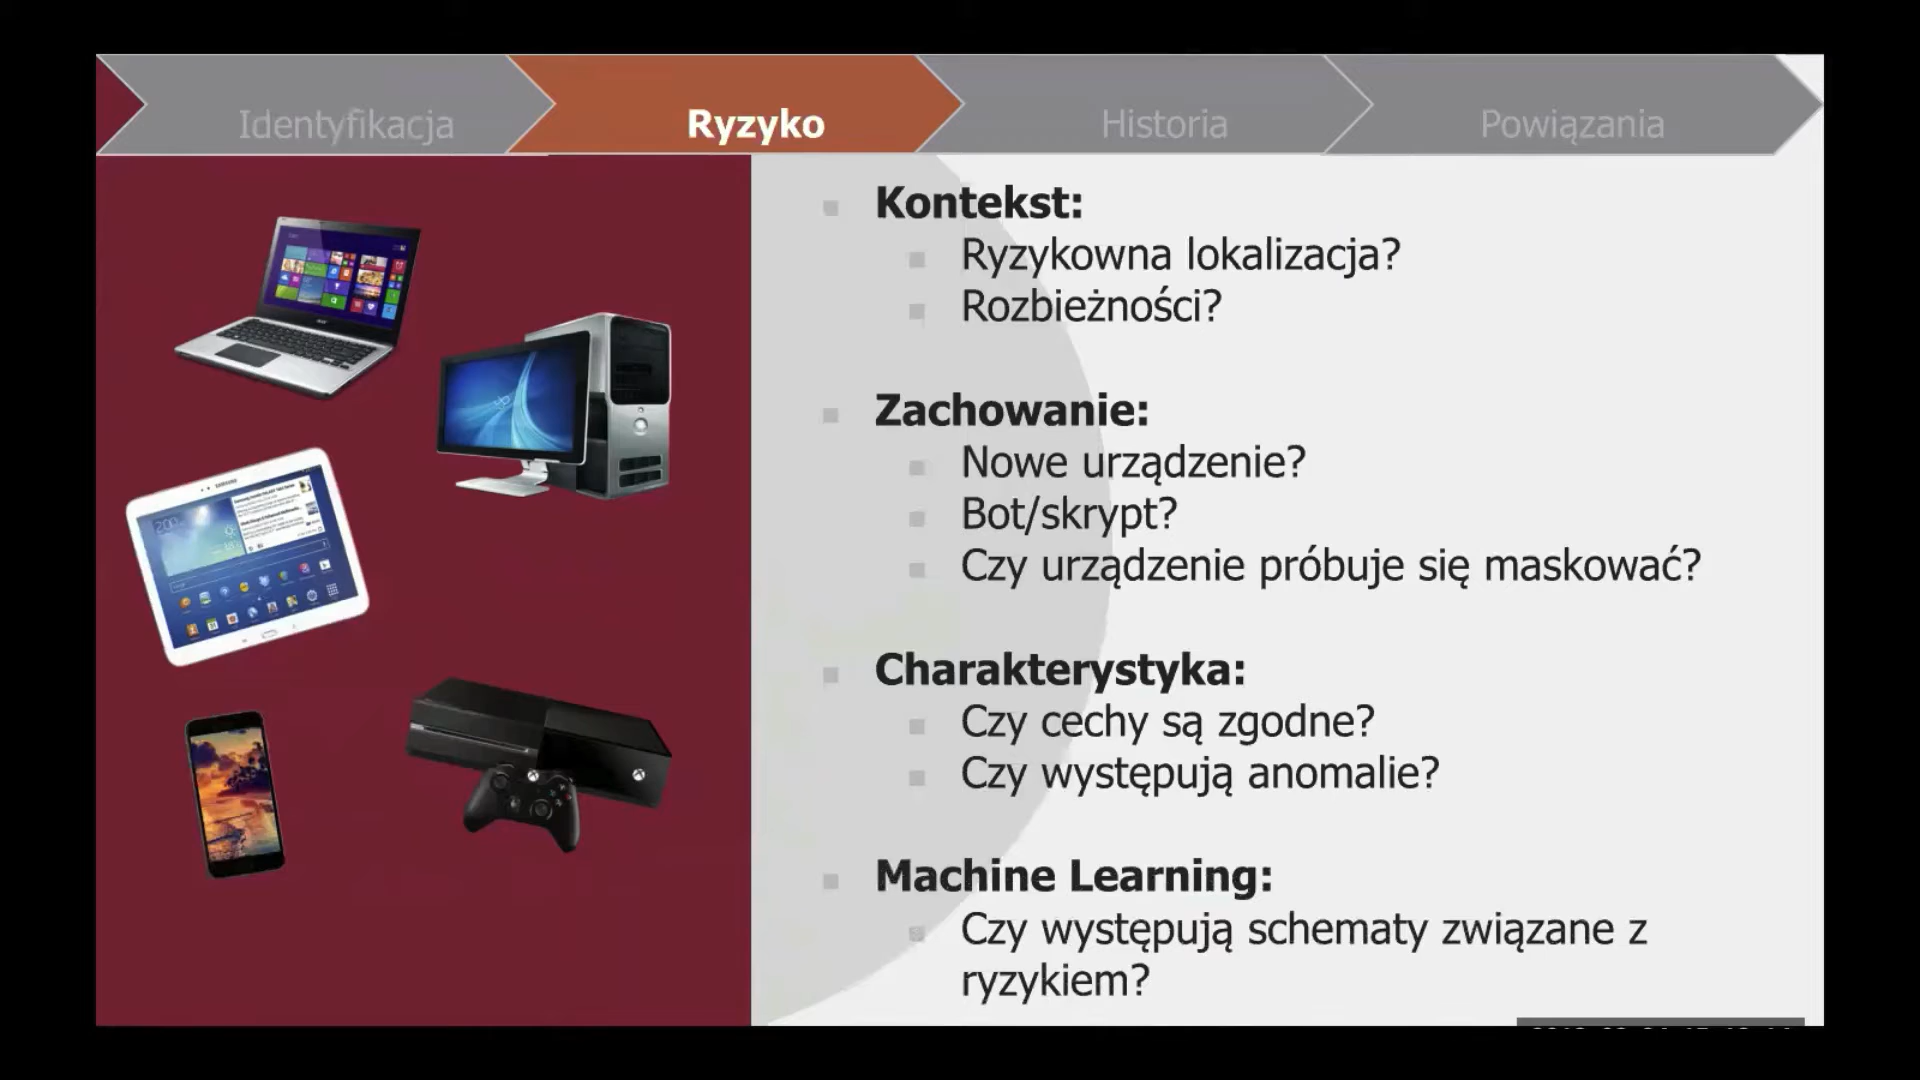 Identyfikacja
Ryzyko
Historia
Powiązania
Kontekst:
Ryzykowna lokalizacja?
Rozbieżności?
Zachowanie:
Nowe urządzenie?
Bot/skrypt?
Czy urządzenie próbuje się maskować?
Charakterystyka:
Czy cechy są zgodne?
Czy występują anomalie?
Machine Learning:
Czy występują schematy związane z
ryzykiem?